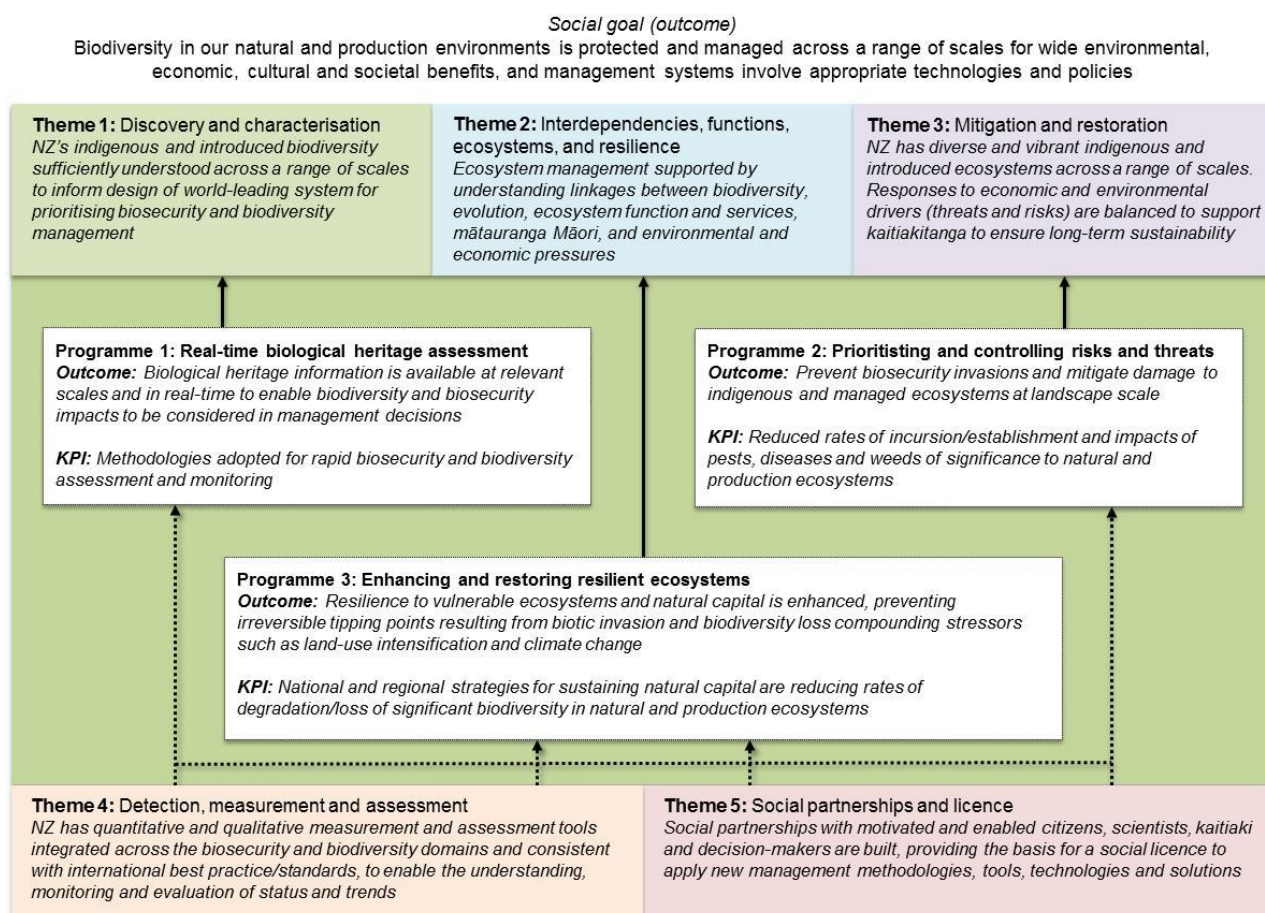 Social goal (outcome)
Biodiversity in our natural and production environments is protected and managed across a range of scales for wide environmental,
economic, cultural and societal benefits, and management systems involve appropriate technologies and policies
Theme 1: Discovery and characterisation
NZ's indigenous and introduced biodiversity
sufficiently understood across a range of scales
to inform design of world-leading system for
prioritising biosecurity and biodiversity
management
Theme 2: Interdependencies, functions,
ecosystems, and resilience
Ecosystem management supported by
understanding linkages between biodiversity,
evolution, ecosystem function and services,
mātauranga Māori, and environmental and
economic pressures
Theme 3: Mitigation and restoration
NZ has diverse and vibrant indigenous and
introduced ecosystems across a range of scales.
Responses to economic and environmental
drivers (threats and risks) are balanced to support
kaitiakitanga to ensure long-term sustainability
Programme 1: Real-time biological heritage assessment
Outcome: Biological heritage information is available at relevant
scales and in real-time to enable biodiversity and biosecurity
impacts to be considered in management decisions
KPI: Methodologies adopted for rapid biosecurity and biodiversity
assessment and monitoring
Programme 2: Prioritisting and controlling risks and threats
Outcome: Prevent biosecurity invasions and mitigate damage to
indigenous and managed ecosystems at landscape scale
KPI: Reduced rates of incursion/establishment and impacts of
pests, diseases and weeds of significance to natural and
production ecosystems
Programme 3: Enhancing and restoring resilient ecosystems
Outcome: Resilience to vulnerable ecosystems and natural capital is enhanced, preventing
irreversible tipping points resulting from biotic invasion and biodiversity loss compounding stressors
such as land-use intensification and climate change
KPI: National and regional strategies for sustaining natural capital are reducing rates of
degradation/loss of significant biodiversity in natural and production ecosystems
Theme 4: Detection, measurement and assessment
NZ has quantitative and qualitative measurement and assessment tools
integrated across the biosecurity and biodiversity domains and consistent
with international best practice/standards, to enable the understanding,
monitoring and evaluation of status and trends
Theme 5: Social partnerships and licence
Social partnerships with motivated and enabled citizens, scientists, kaitiaki
and decision-makers are built, providing the basis for a social licence to
apply new management methodologies, tools, technologies and solutions